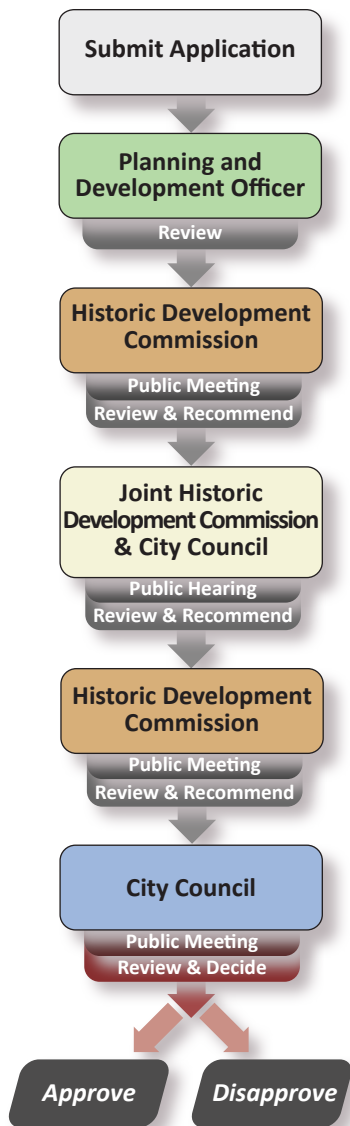 Submit Application
Planning and
Development Officer
Review
Historic Development
Commission
Public Meeting
Review & Recommend
Joint Historic
Development Commission
& City Council
Public Hearing
Review & Recommend
Historic Development
Commission
Public Meeting
Review & Recommend
City Council
Public Meeting
Review & Decide
Approve
Disapprove